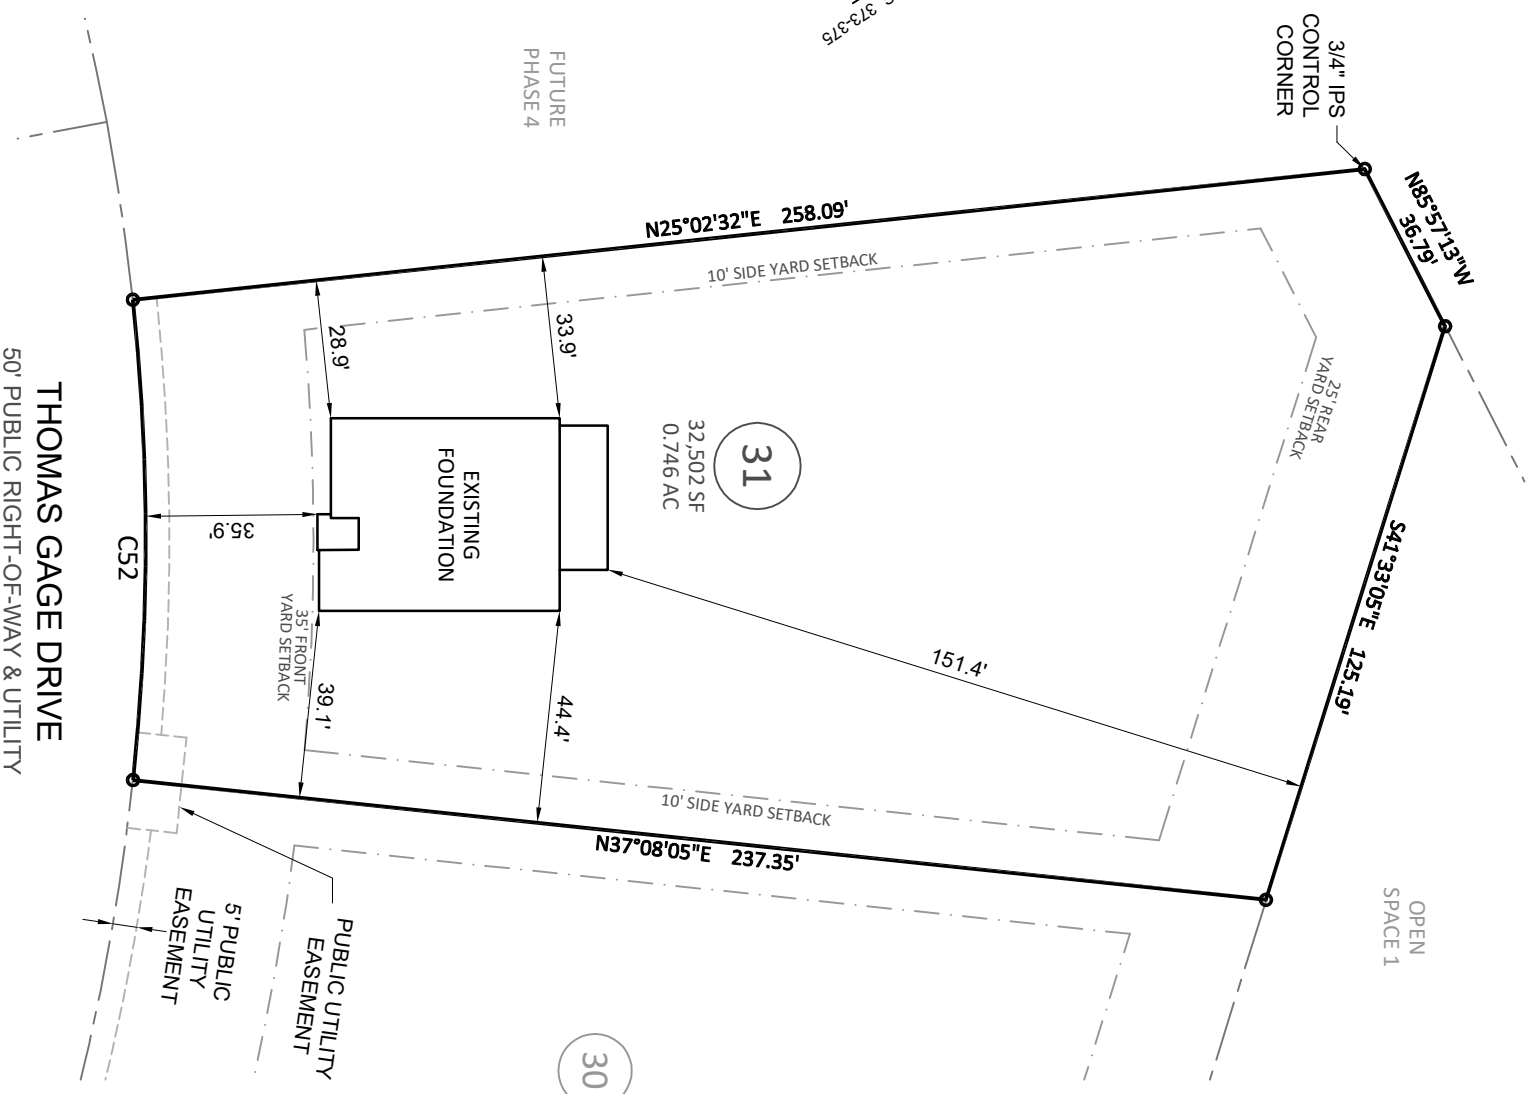 373-375
3/4" IPS
CONTROL
CORNER
FUTURE
PHASE 4
N85°57'13"W
36.79'
N25°02'32"E 258.09'
10' SIDE YARD SETBACK
28.9'
33.9'
25' REAR
YARD SETBACK
31
32,502 SF
0.746 AC
EXISTING
FOUNDATION
S41°33'05"E 125.19'
35.9'
C52
THOMAS GAGE DRIVE
50' PUBLIC RIGHT-OF-WAY & UTILITY
35' FRONT
YARD SETBACK
39.1'
44.4'
151.4'
10' SIDE YARD SETBACK
N37°08'05"E 237.35'
OPEN
SPACE 1
5' PUBLIC
UTILITY
EASEMENT
PUBLIC UTILITY
EASEMENT
30